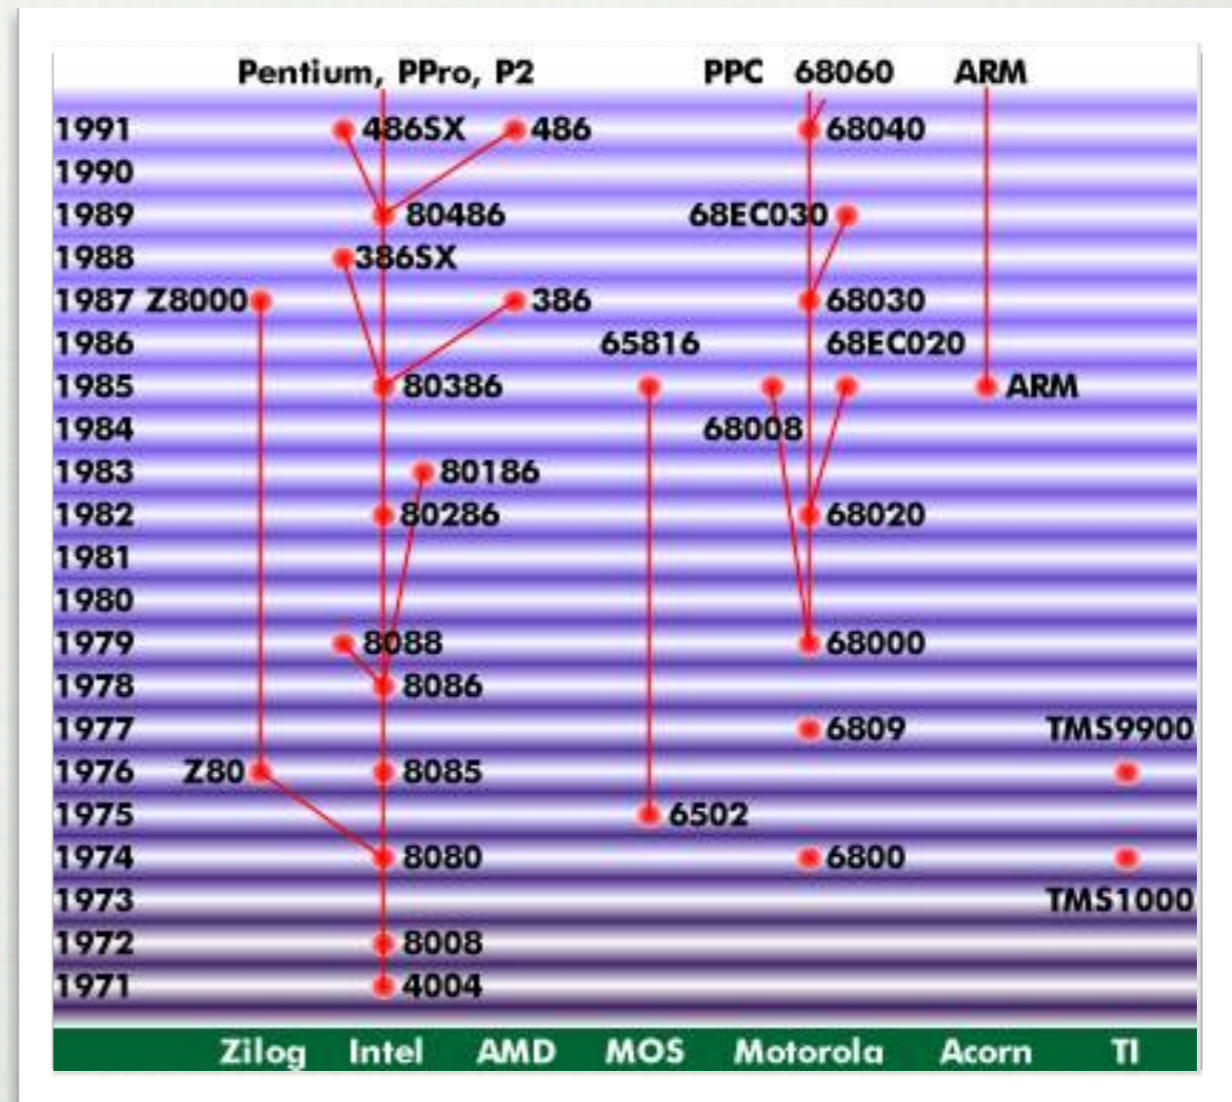 Pentium, PPro, P2 PPC 68060 ARM
1991 486SX 486 68040
1990
1989 80486 68EC030
1988 386SX
1987 Z8000 386 68030
1986 65816 68EC020
1985 80386 ARM
1984 68008
1983 80186
1982 80286 68020
1981
1980
1979 8088 68000
1978 8086
1977 6809 TMS9900
1976 Z80 8085
1975 6502
1974 8080 6800
1973 TMS1000
1972 8008
1971 4004
Zilog Intel AMD MOS Motorola Acorn TI